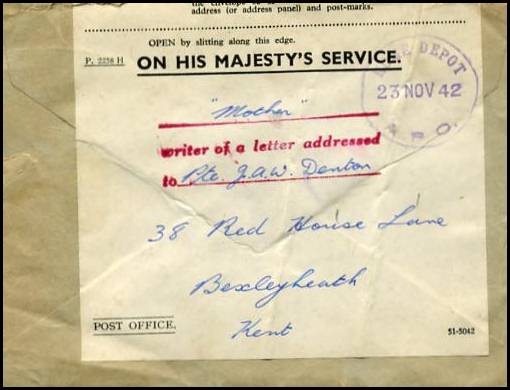 address (or address panel) and post-marks.
OPEN by slitting along this edge.
P. 2258 H
ON HIS MAJESTY'S SERVICE.
DEPOT
23 NOV 42
"Mother"
writer of a letter addressed
to Pte. J.A.W. Denton
38 Red House Lane
Bexleyheath
Kent
POST OFFICE.
51-5042